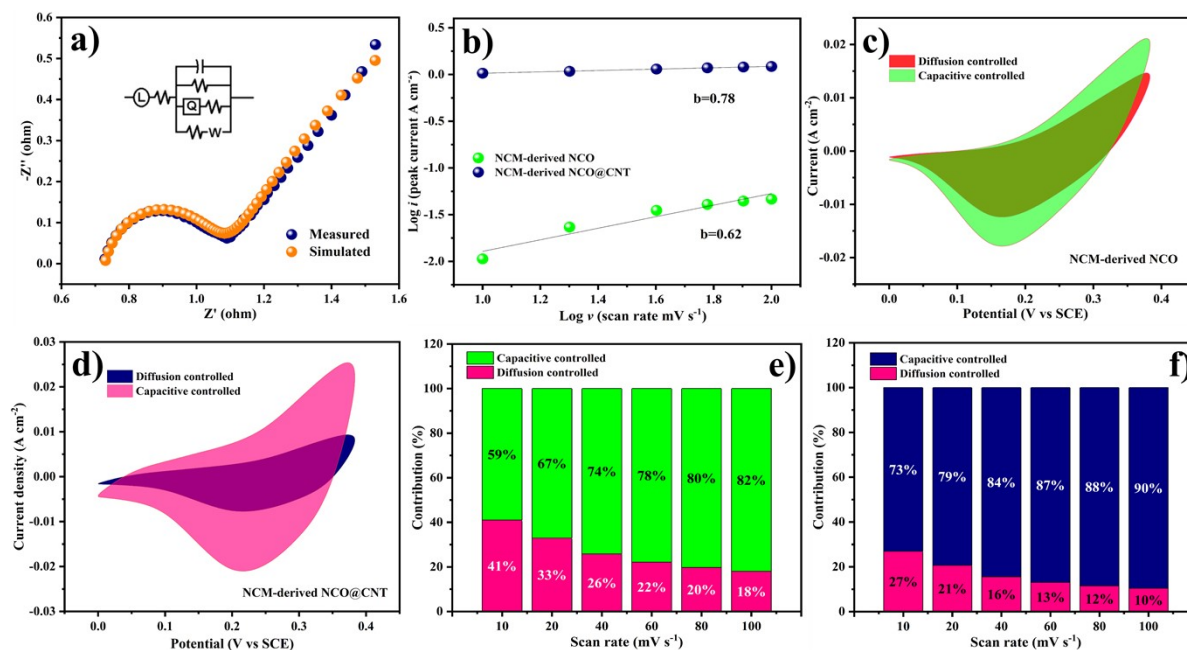 a)
-Z'' (ohm)
0.6
0.5
0.4
0.3
0.2
0.1
0.0
L
Q
W
Measured
Simulated
0.6 0.8 1.0 1.2 1.4 1.6
Z' (ohm)
b)
Log i (peak current A cm⁻²)
0.5
0.0
-0.5
-1.0
-1.5
-2.0
b=0.78
NCM-derived NCO
NCM-derived NCO@CNT
b=0.62
1.0 1.2 1.4 1.6 1.8 2.0
Log ν (scan rate mV s⁻¹)
c)
Current (A cm⁻²)
0.02
0.01
0.00
-0.01
-0.02
Diffusion controlled
Capacitive controlled
NCM-derived NCO
0.0 0.1 0.2 0.3 0.4
Potential (V vs SCE)
d)
Current density (A cm⁻²)
0.03
0.02
0.01
0.00
-0.01
-0.02
-0.03
Diffusion controlled
Capacitive controlled
NCM-derived NCO@CNT
0.0 0.1 0.2 0.3 0.4
Potential (V vs SCE)
e)
Contribution (%)
120
100
80
60
40
20
0
Capacitive controlled
Diffusion controlled
59% 67% 74% 78% 80% 82%
41% 33% 26% 22% 20% 18%
10 20 40 60 80 100
Scan rate (mV s⁻¹)
f)
Contribution (%)
120
100
80
60
40
20
0
Capacitive controlled
Diffusion controlled
73% 79% 84% 87% 88% 90%
27% 21% 16% 13% 12% 10%
10 20 40 60 80 100
Scan rate (mV s⁻¹)